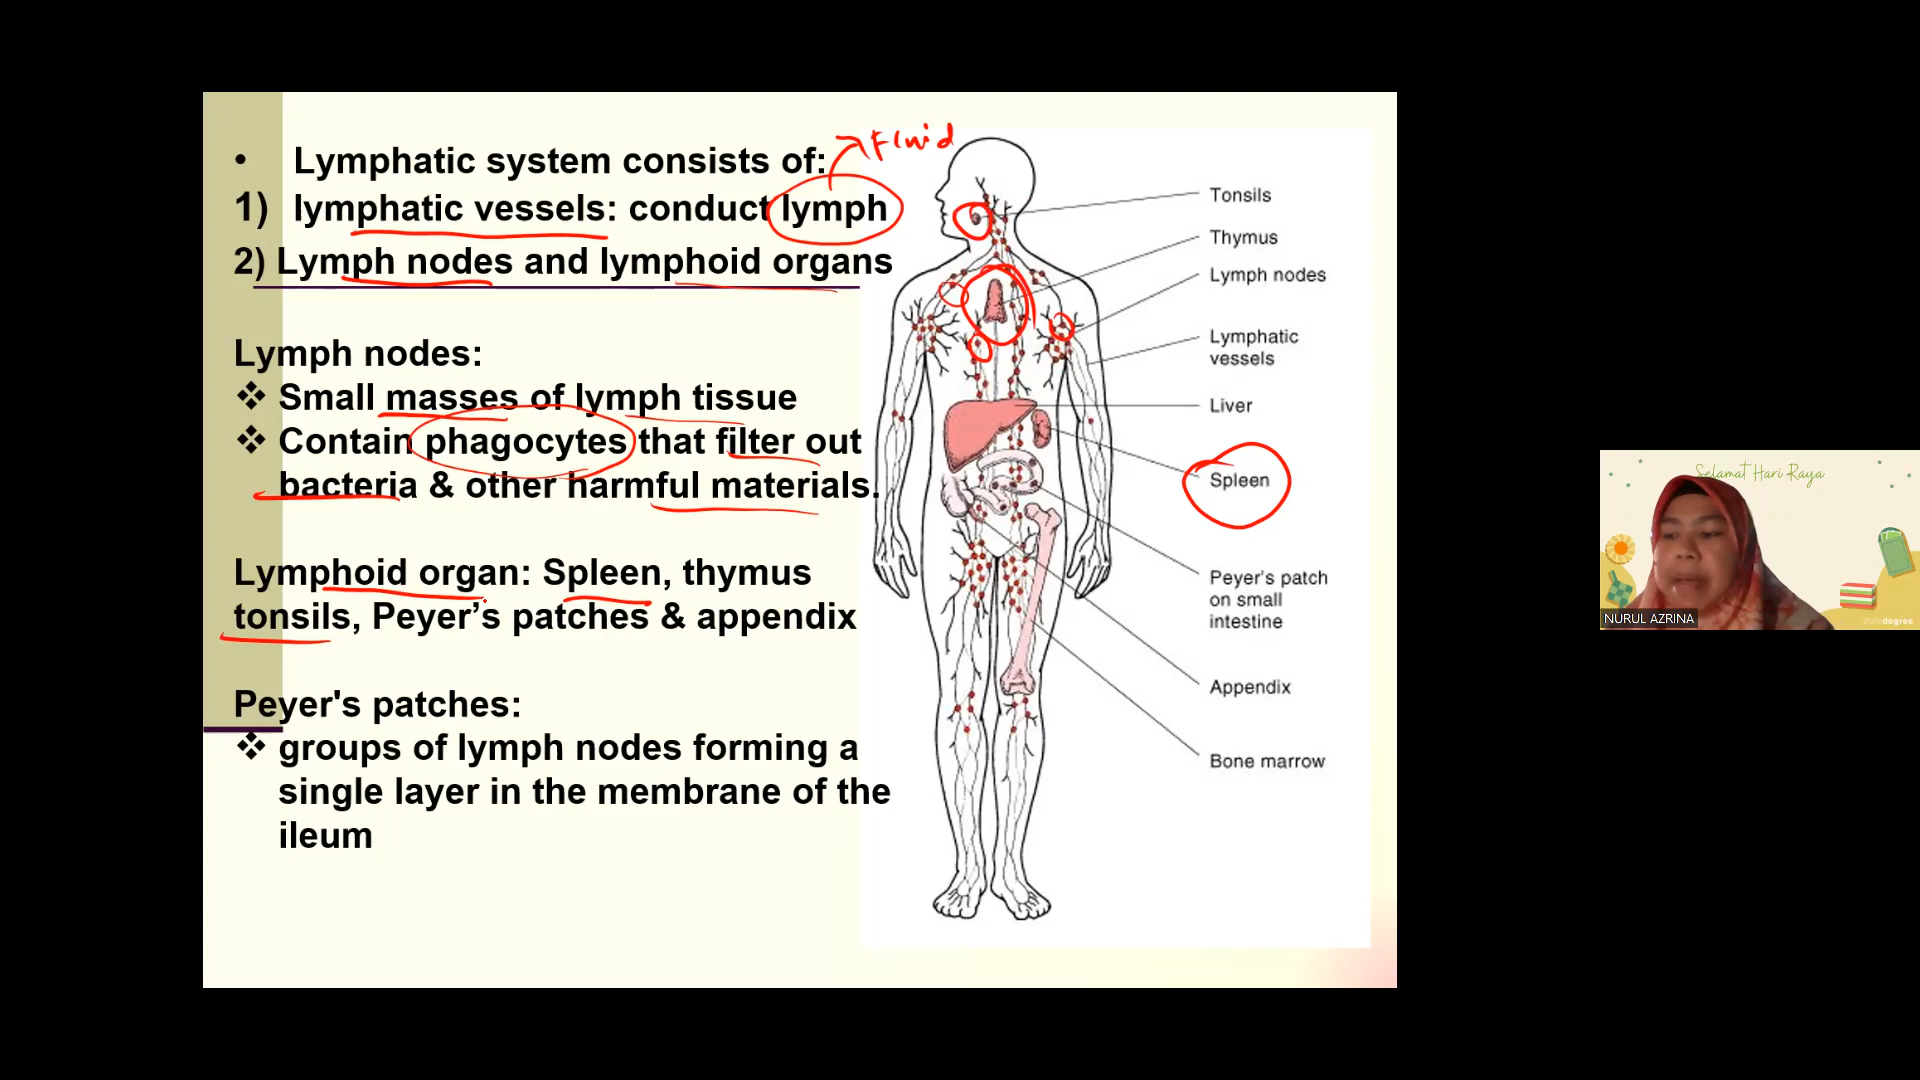 • Lymphatic system consists of:
Fluid
1) lymphatic vessels: conduct lymph
2) Lymph nodes and lymphoid organs
Lymph nodes:
❖ Small masses of lymph tissue
❖ Contain phagocytes that filter out
bacteria & other harmful materials.
Lymphoid organ: Spleen, thymus
tonsils, Peyer’s patches & appendix
Peyer's patches:
❖ groups of lymph nodes forming a
single layer in the membrane of the
ileum
Tonsils
Thymus
Lymph nodes
Lymphatic
vessels
Liver
Spleen
Peyer’s patch
on small
intestine
Appendix
Bone marrow
Selamat Hari Raya
NURUL AZRINA
styledegree